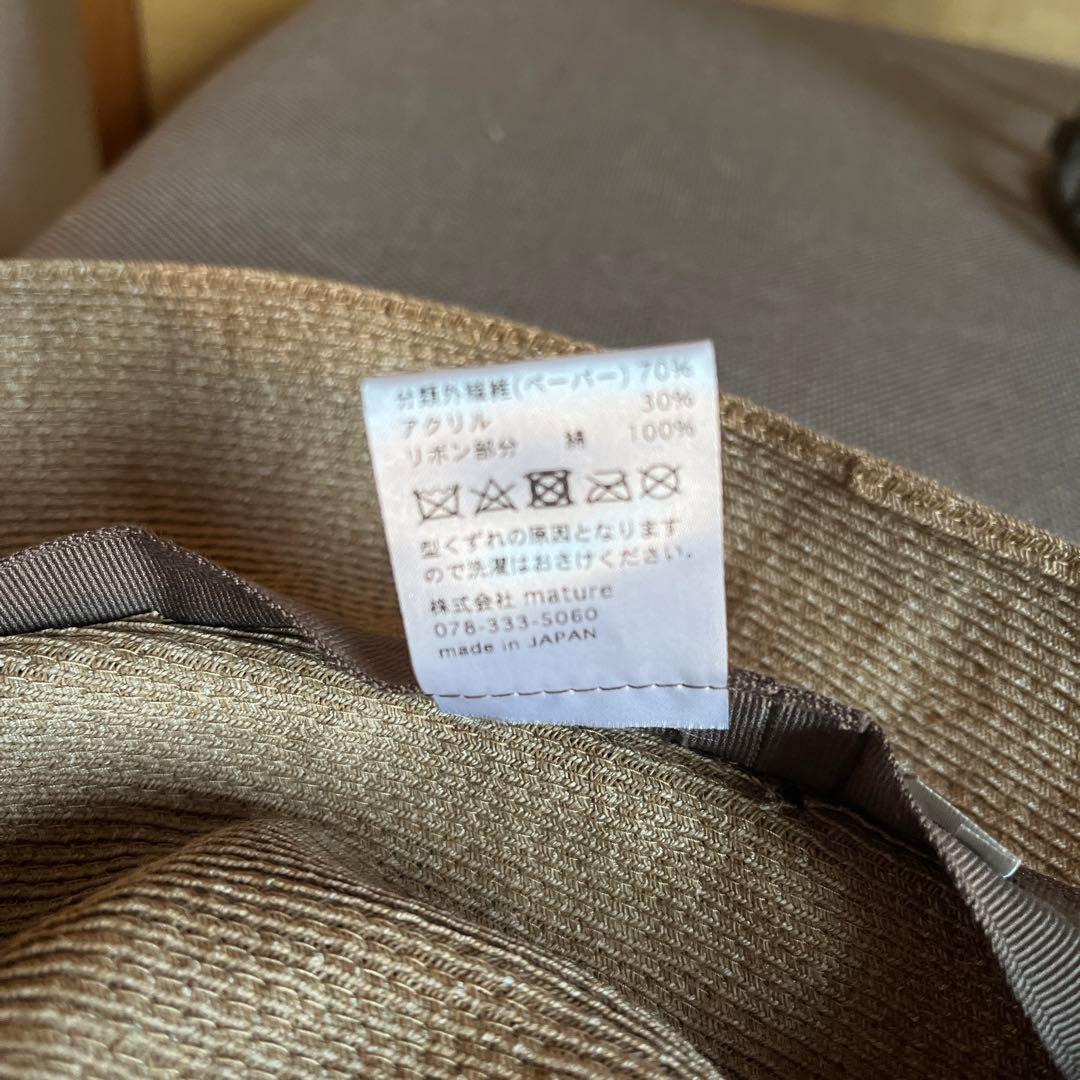 分類外繊維(ペーパー) 70%
アクリル 30%
リボン部分 綿 100%
型くずれの原因となります
ので洗濯はおさけください。
株式会社 mature
078-333-5060
made in JAPAN